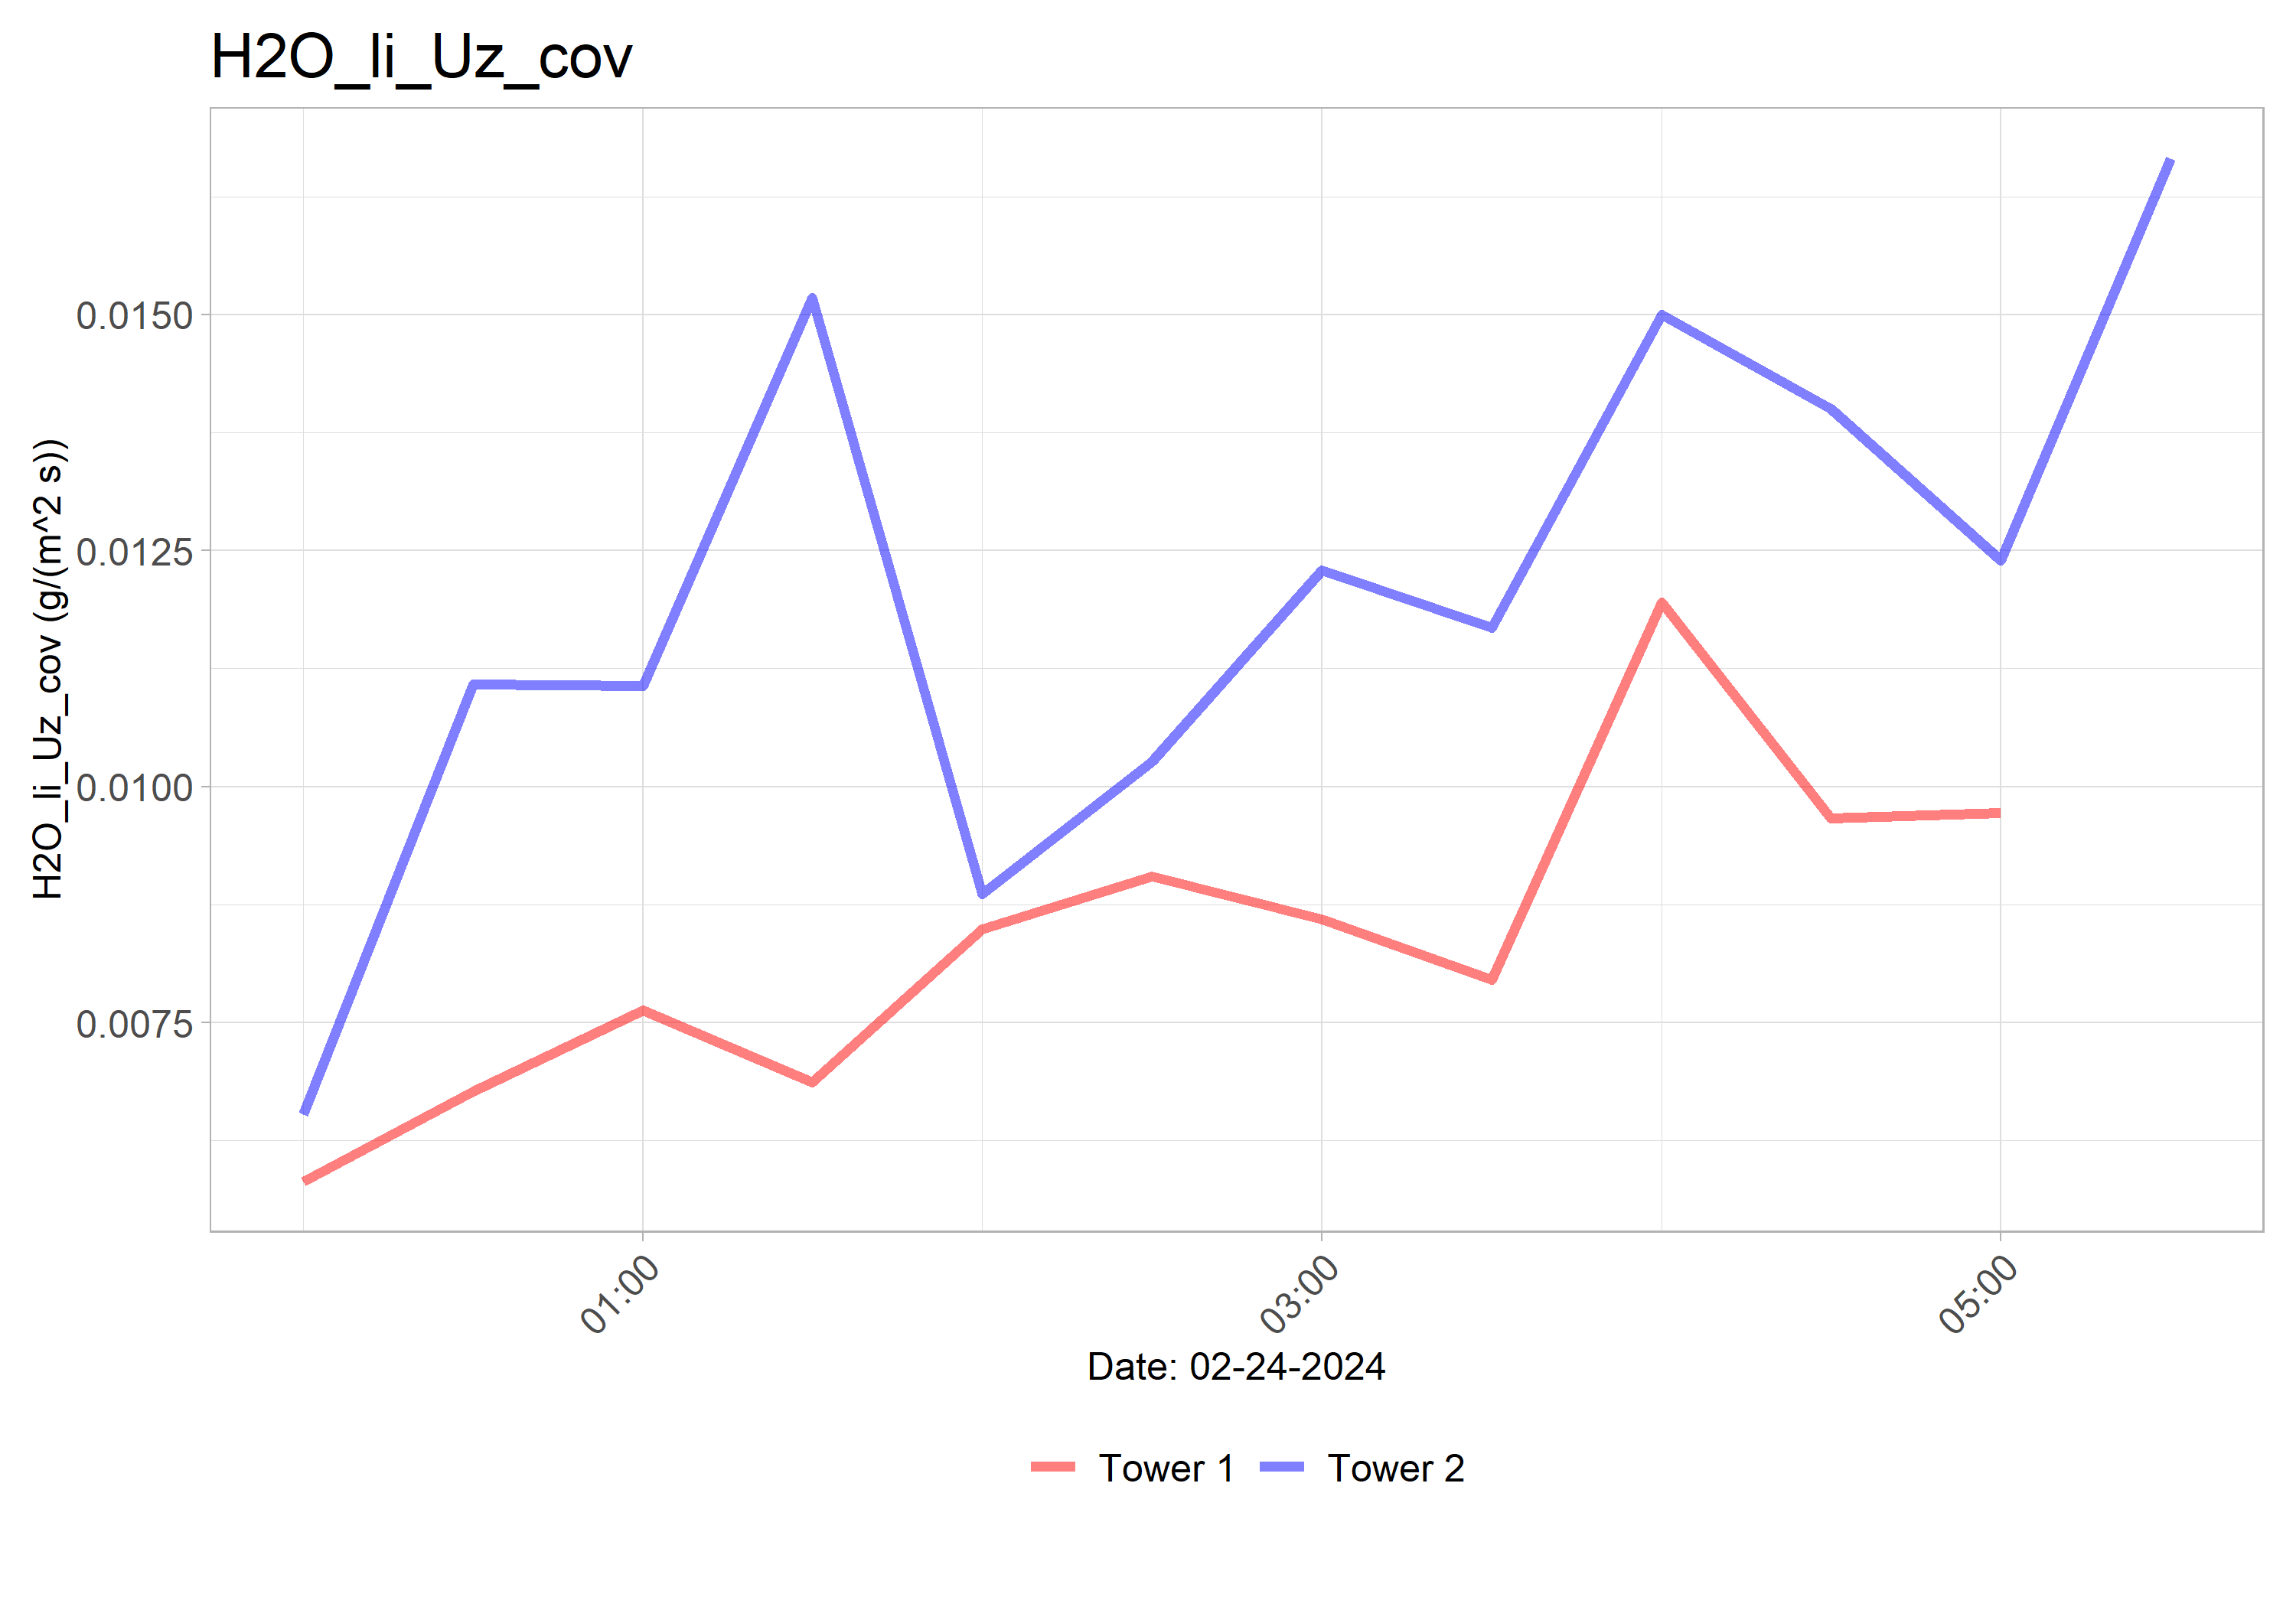 H2O_li_Uz_cov
H2O_li_Uz_cov (g/(m^2 s))
0.0150
0.0125
0.0100
0.0075
01:00
03:00
05:00
Date: 02-24-2024
Tower 1
Tower 2